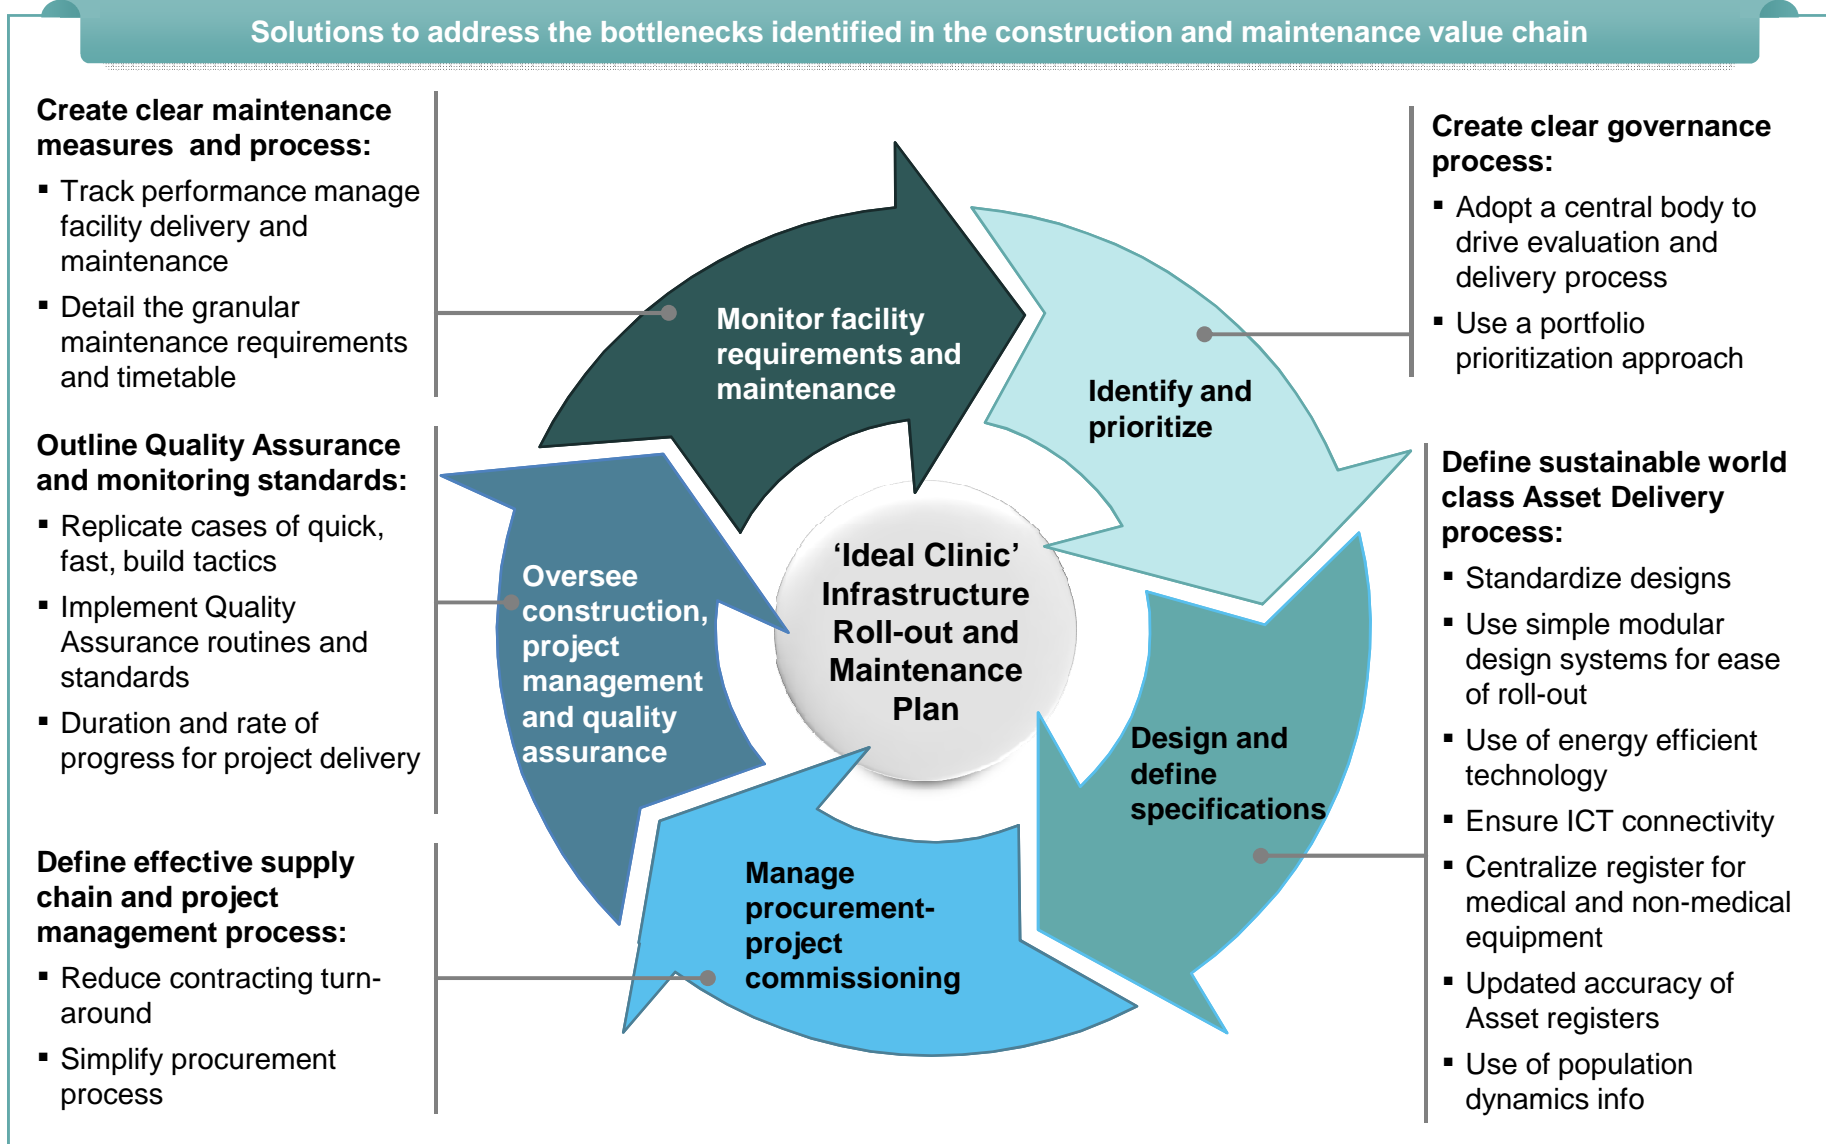 Solutions to address the bottlenecks identified in the construction and maintenance value chain
Create clear maintenance
measures and process:
▪ Track performance manage
facility delivery and
maintenance
▪ Detail the granular
maintenance requirements
and timetable
Outline Quality Assurance
and monitoring standards:
▪ Replicate cases of quick,
fast, build tactics
▪ Implement Quality
Assurance routines and
standards
▪ Duration and rate of
progress for project delivery
Define effective supply
chain and project
management process:
▪ Reduce contracting turn-
around
▪ Simplify procurement
process
Monitor facility
requirements and
maintenance
Identify and
prioritize
Design and
define
specifications
Manage
procurement-
project
commissioning
Oversee
construction,
project
management
and quality
assurance
‘Ideal Clinic’
Infrastructure
Roll-out and
Maintenance
Plan
Create clear governance
process:
▪ Adopt a central body to
drive evaluation and
delivery process
▪ Use a portfolio
prioritization approach
Define sustainable world
class Asset Delivery
process:
▪ Standardize designs
▪ Use simple modular
design systems for ease
of roll-out
▪ Use of energy efficient
technology
▪ Ensure ICT connectivity
▪ Centralize register for
medical and non-medical
equipment
▪ Updated accuracy of
Asset registers
▪ Use of population
dynamics info